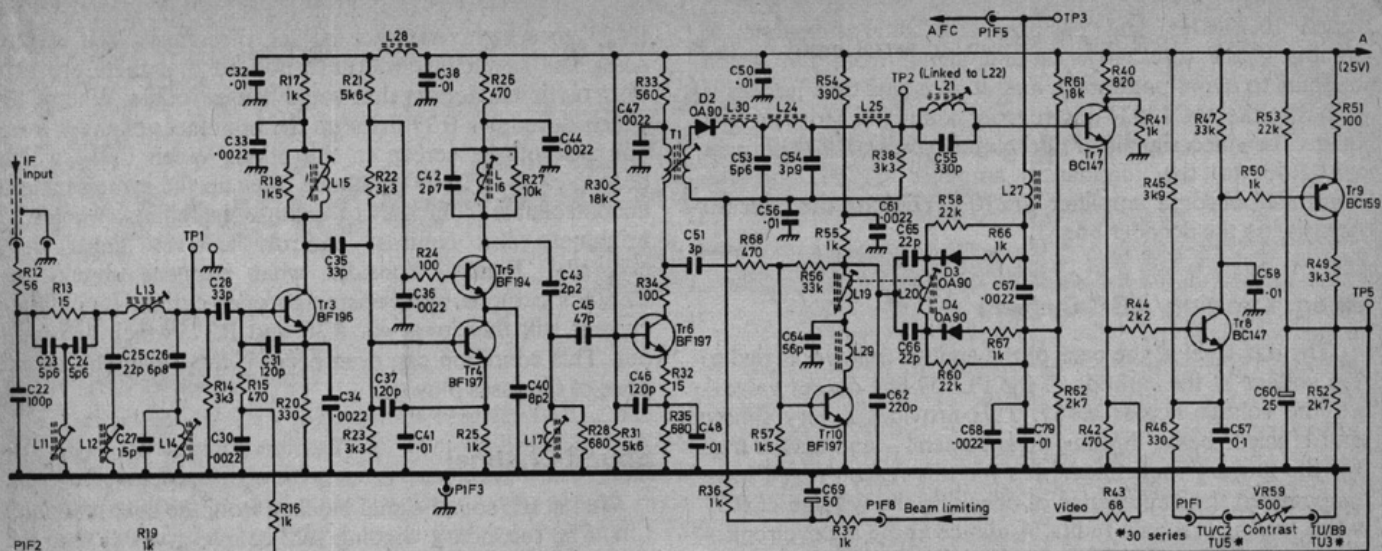 AFC
P1F5
TP3
A
(25V)
L28
C32
·01
R17
1k
R21
5k6
C38
·01
R26
470
R33
560
C50
·01
R54
390
TP2
(Linked to L22)
L21
R61
18k
R40
820
R41
1k
R47
33k
R53
22k
R51
100
C47
·0022
D2
OA90
L30
L24
L25
T1
C33
·0022
C44
·0022
IF
input
R18
1k5
L15
R22
3k3
C42
2p7
L16
R27
10k
R30
18k
C53
5p6
C54
3p9
R38
3k3
C55
330p
Tr7
BC147
L27
R45
3k9
R50
1k
Tr9
BC159
C56
·01
C61
·0022
R58
22k
TP1
C35
33p
R24
100
Tr5
BF194
C51
3p
R68
470
R55
1k
C65
22p
R66
1k
R12
56
R13
15
L13
C28
33p
Tr3
BF196
C36
·0022
C43
2p2
R34
100
R56
33k
L19
L20
D3
OA90
D4
OA90
C67
·0022
C58
·01
R49
3k3
TP5
C23
5p6
C24
5p6
C25
22p
C26
6p8
C31
120p
C45
47p
Tr6
BF197
C64
56p
C66
22p
R67
1k
R44
2k2
Tr8
BC147
Tr4
BF197
L29
R60
22k
C22
100p
R14
3k3
R15
470
R20
330
C34
·0022
C37
120p
C40
8p2
C46
120p
R32
15
C62
220p
R62
2k7
C60
25
R52
2k7
L11
L12
C27
15p
L14
C30
·0022
R23
3k3
C41
·01
R25
1k
L17
R28
680
R31
5k6
R35
680
C48
·01
R57
1k5
Tr10
BF197
C68
·0022
C79
·01
R42
470
R46
330
C57
0·1
P1F3
R16
1k
R19
1k
P1F2
R36
1k
C69
50
R37
1k
P1F8
Beam limiting
Video
R43
68
*30 series
P1F1
TU/C2
TU5*
VR59
500
Contrast
TU/B9
TU3*